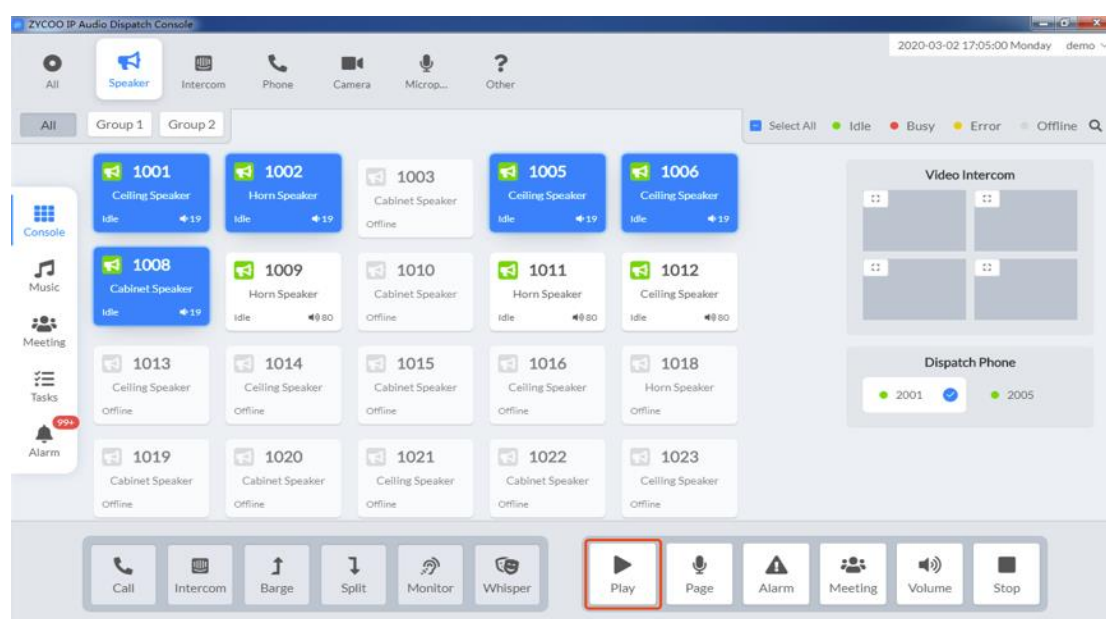 ZYCOO IP Audio Dispatch Console
2020-03-02 17:05:00 Monday demo
All Speaker Intercom Phone Camera Microp... Other
All Group 1 Group 2
Select All Idle Busy Error Offline
1001 1002 1003 1005 1006
Ceiling Speaker Horn Speaker Cabinet Speaker Ceiling Speaker Ceiling Speaker
Idle 19 Idle 19 Offline Idle 19 Idle 19
1008 1009 1010 1011 1012
Cabinet Speaker Horn Speaker Cabinet Speaker Horn Speaker Ceiling Speaker
Idle 19 Idle 80 Offline Idle 80 Idle 80
1013 1014 1015 1016 1018
Ceiling Speaker Ceiling Speaker Cabinet Speaker Ceiling Speaker Horn Speaker
Offline Offline Offline Offline Offline
1019 1020 1021 1022 1023
Cabinet Speaker Cabinet Speaker Ceiling Speaker Cabinet Speaker Ceiling Speaker
Offline Offline Offline Offline Offline
Console
Music
Meeting
Tasks
99+
Alarm
Video Intercom
Dispatch Phone
2001 2005
Call Intercom Barge Split Monitor Whisper
Play Page Alarm Meeting Volume Stop